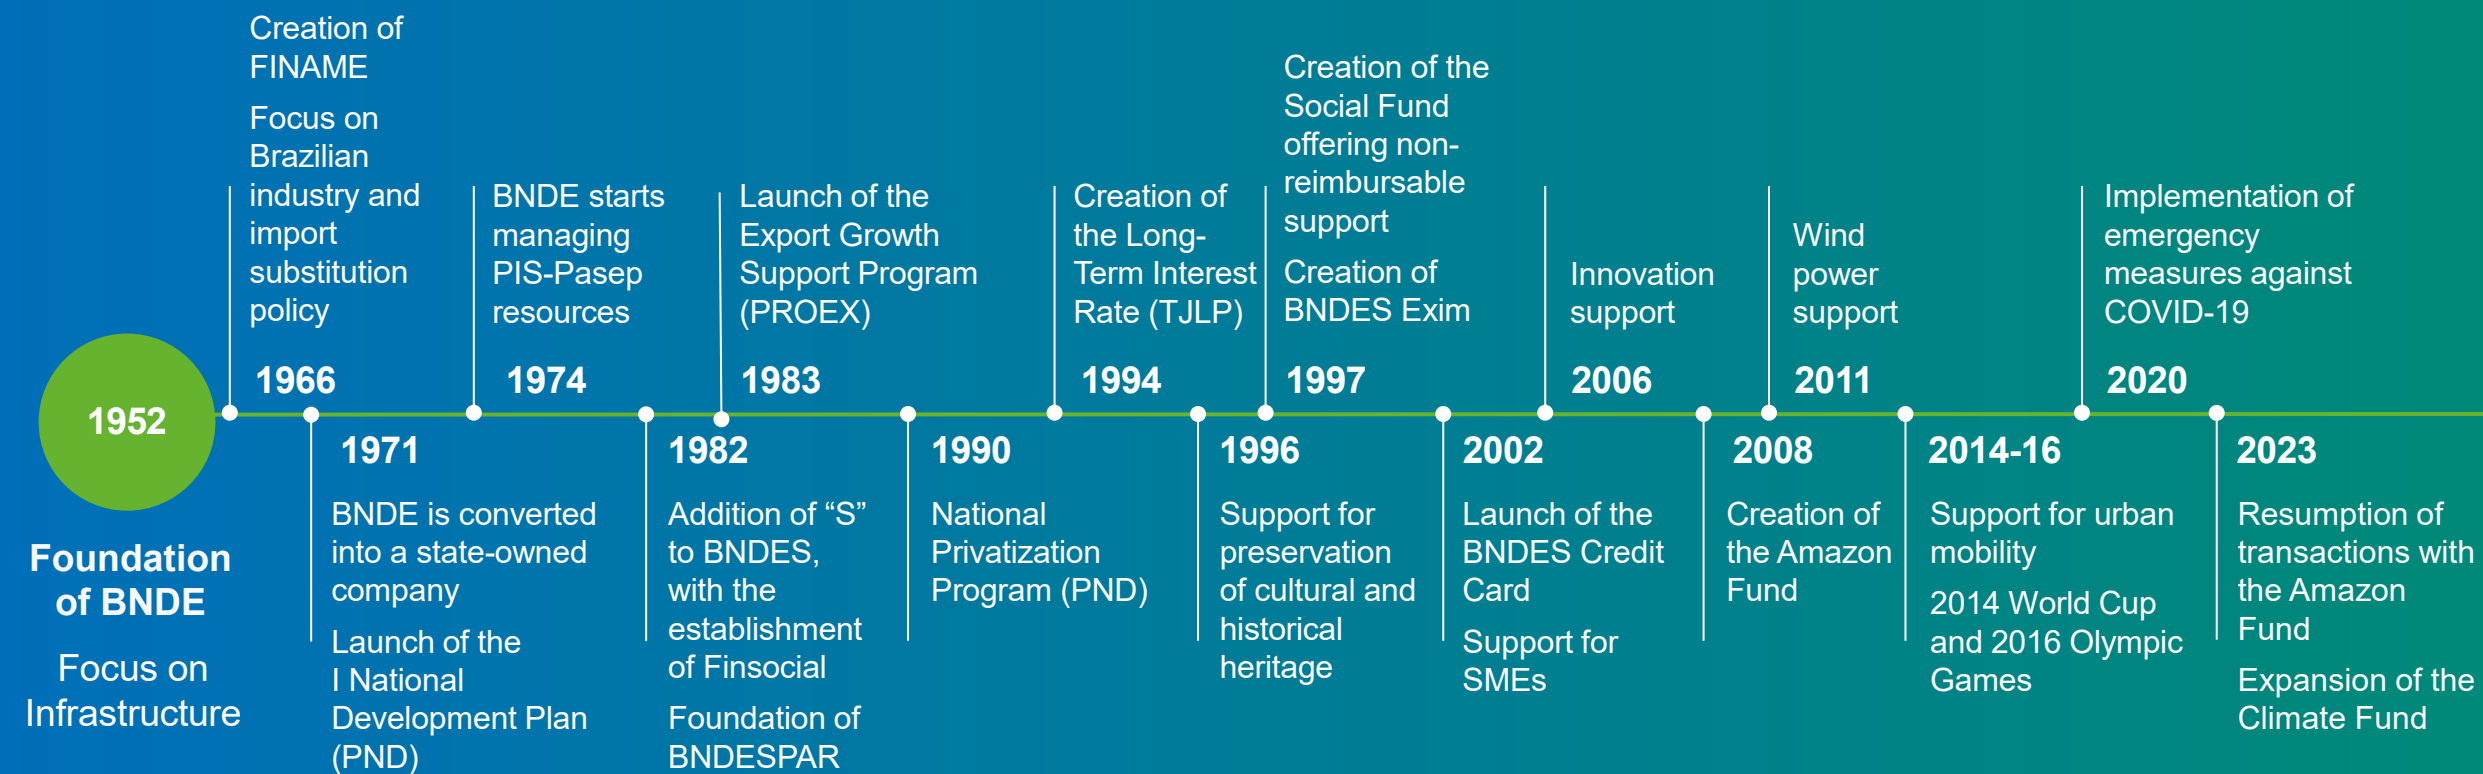 1952
Foundation
of BNDE
Focus on
Infrastructure
Creation of
FINAME
Focus on
Brazilian
industry and
import
substitution
policy
1966
1971
BNDE is converted
into a state-owned
company
Launch of the
I National
Development Plan
(PND)
BNDE starts
managing
PIS-Pasep
resources
1974
1982
Addition of “S”
to BNDES,
with the
establishment
of Finsocial
Foundation of
BNDESPAR
Launch of the
Export Growth
Support Program
(PROEX)
1983
1990
National
Privatization
Program (PND)
Creation of
the Long-
Term Interest
Rate (TJLP)
1994
1996
Support for
preservation
of cultural and
historical
heritage
Creation of the
Social Fund
offering non-
reimbursable
support
Creation of
BNDES Exim
1997
2002
Launch of the
BNDES Credit
Card
Support for
SMEs
Innovation
support
2006
2008
Creation of
the Amazon
Fund
Wind
power
support
2011
2014-16
Support for urban
mobility
2014 World Cup
and 2016 Olympic
Games
Implementation of
emergency
measures against
COVID-19
2020
2023
Resumption of
transactions with
the Amazon
Fund
Expansion of the
Climate Fund